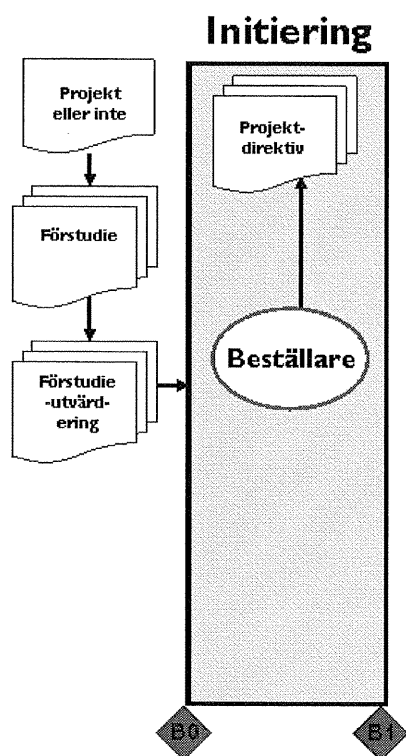 Initiering
Projekt
eller inte
Projekt-
direktiv
Förstudie
Beställare
Förstudie
-utvärd-
ering
B0
B1